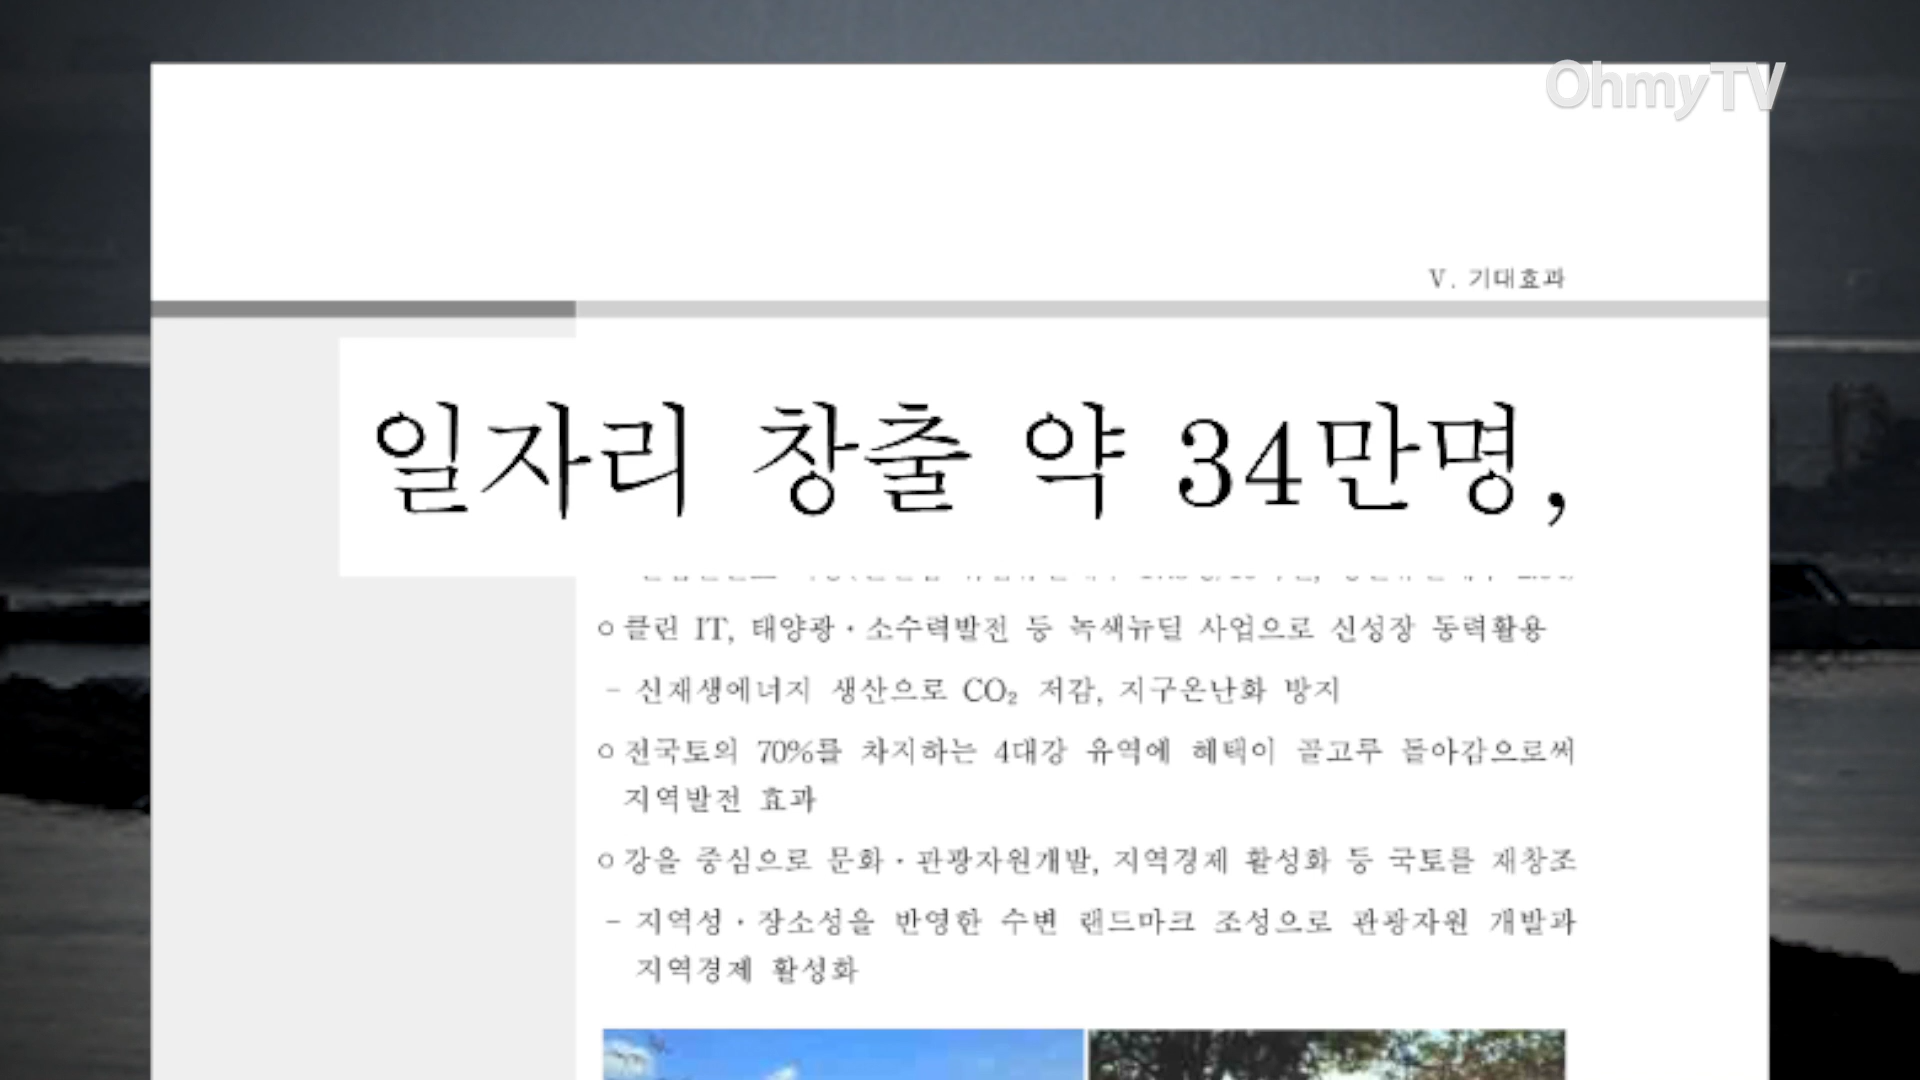 OhmyTV
V. 기대효과
일자리 창출 약 34만명,
○ 클린 IT, 태양광·소수력발전 등 녹색뉴딜 사업으로 신성장 동력활용
- 신재생에너지 생산으로 CO₂ 저감, 지구온난화 방지
○ 전국토의 70%를 차지하는 4대강 유역에 혜택이 골고루 돌아감으로써
지역발전 효과
○ 강을 중심으로 문화·관광자원개발, 지역경제 활성화 등 국토를 재창조
- 지역성·장소성을 반영한 수변 랜드마크 조성으로 관광자원 개발과
지역경제 활성화